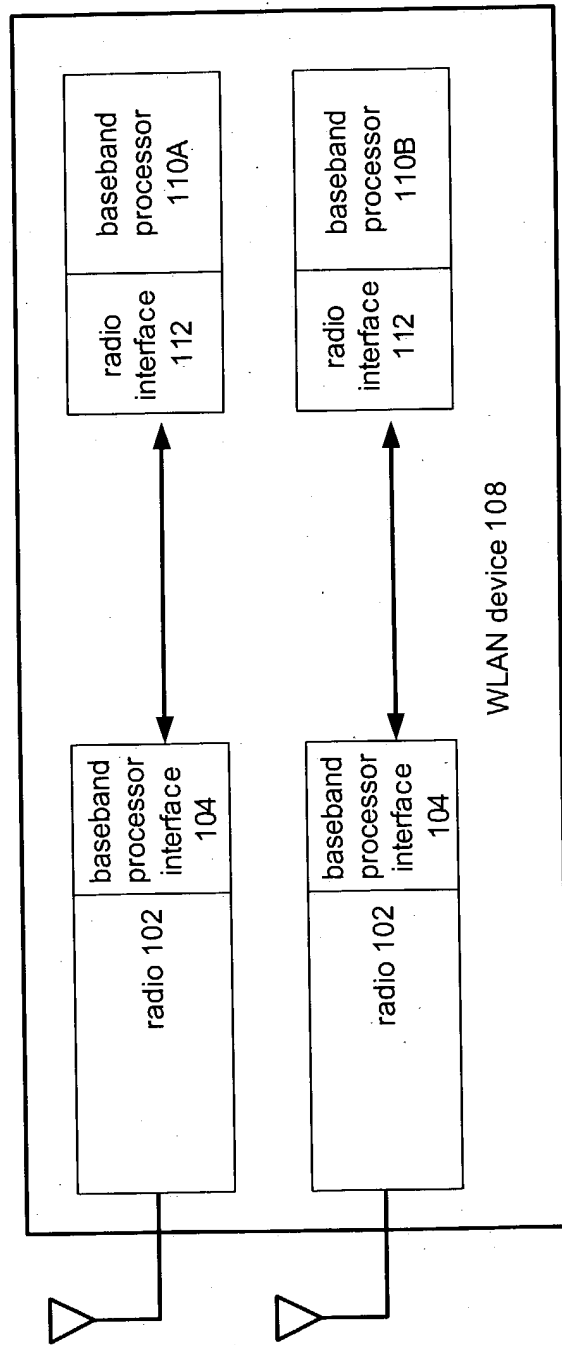 radio 102
baseband
processor
interface
104
radio
interface
112
baseband
processor
110A
radio 102
baseband
processor
interface
104
radio
interface
112
baseband
processor
110B
WLAN device 108